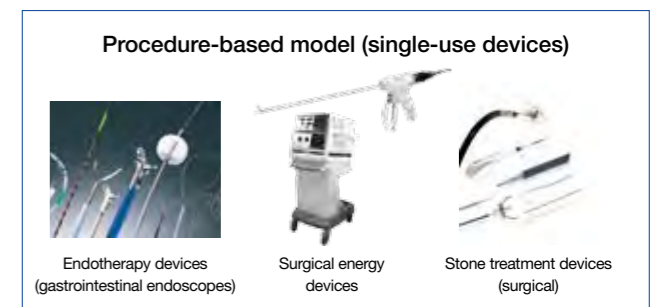 Procedure-based model (single-use devices)
Endotherapy devices
(gastrointestinal endoscopes)
Surgical energy
devices
Stone treatment devices
(surgical)